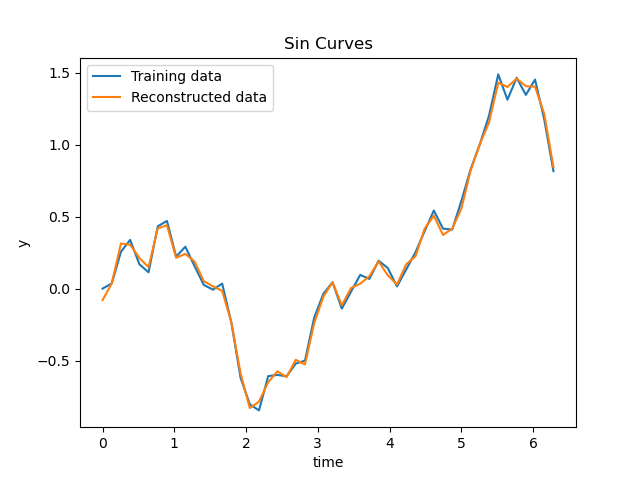 Sin Curves
Training data
Reconstructed data
y
1.5
1.0
0.5
0.0
−0.5
0 1 2 3 4 5 6
time